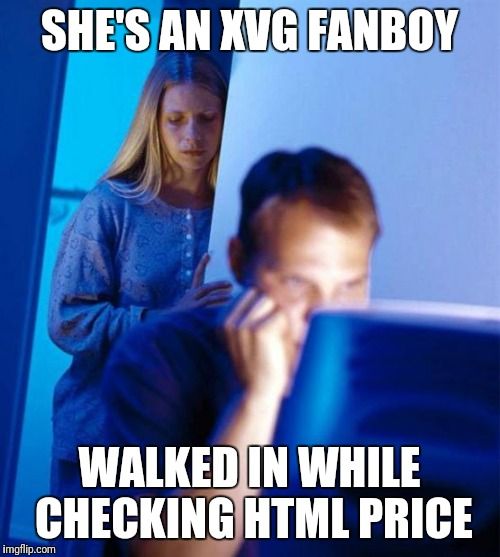 SHE'S AN XVG FANBOY
WALKED IN WHILE
CHECKING HTML PRICE
imgflip.com